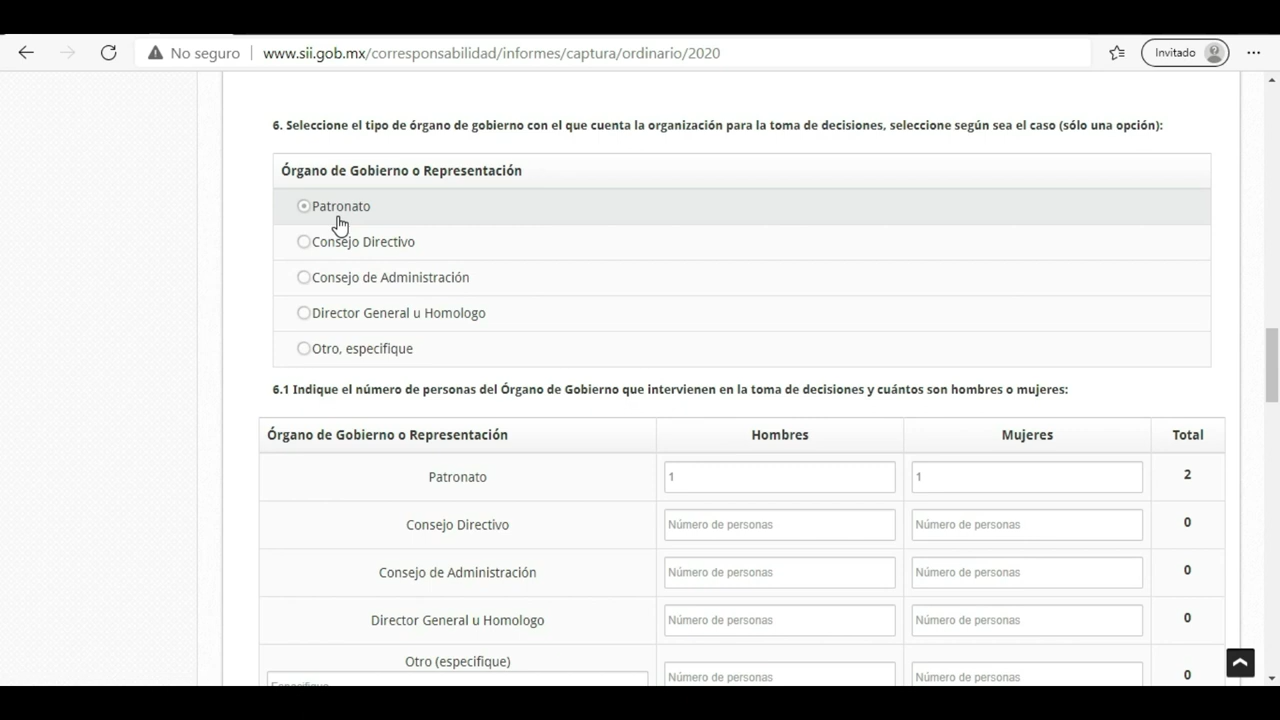 No seguro www.sii.gob.mx/corresponsabilidad/informes/captura/ordinario/2020 Invitado
6. Seleccione el tipo de órgano de gobierno con el que cuenta la organización para la toma de decisiones, seleccione según sea el caso (sólo una opción):
Órgano de Gobierno o Representación
Patronato
Consejo Directivo
Consejo de Administración
Director General u Homologo
Otro, especifique
6.1 Indique el número de personas del Órgano de Gobierno que intervienen en la toma de decisiones y cuántos son hombres o mujeres:
Órgano de Gobierno o Representación Hombres Mujeres Total
Patronato 1 1 2
Consejo Directivo Número de personas Número de personas 0
Consejo de Administración Número de personas Número de personas 0
Director General u Homologo Número de personas Número de personas 0
Otro (especifique) Número de personas Número de personas 0